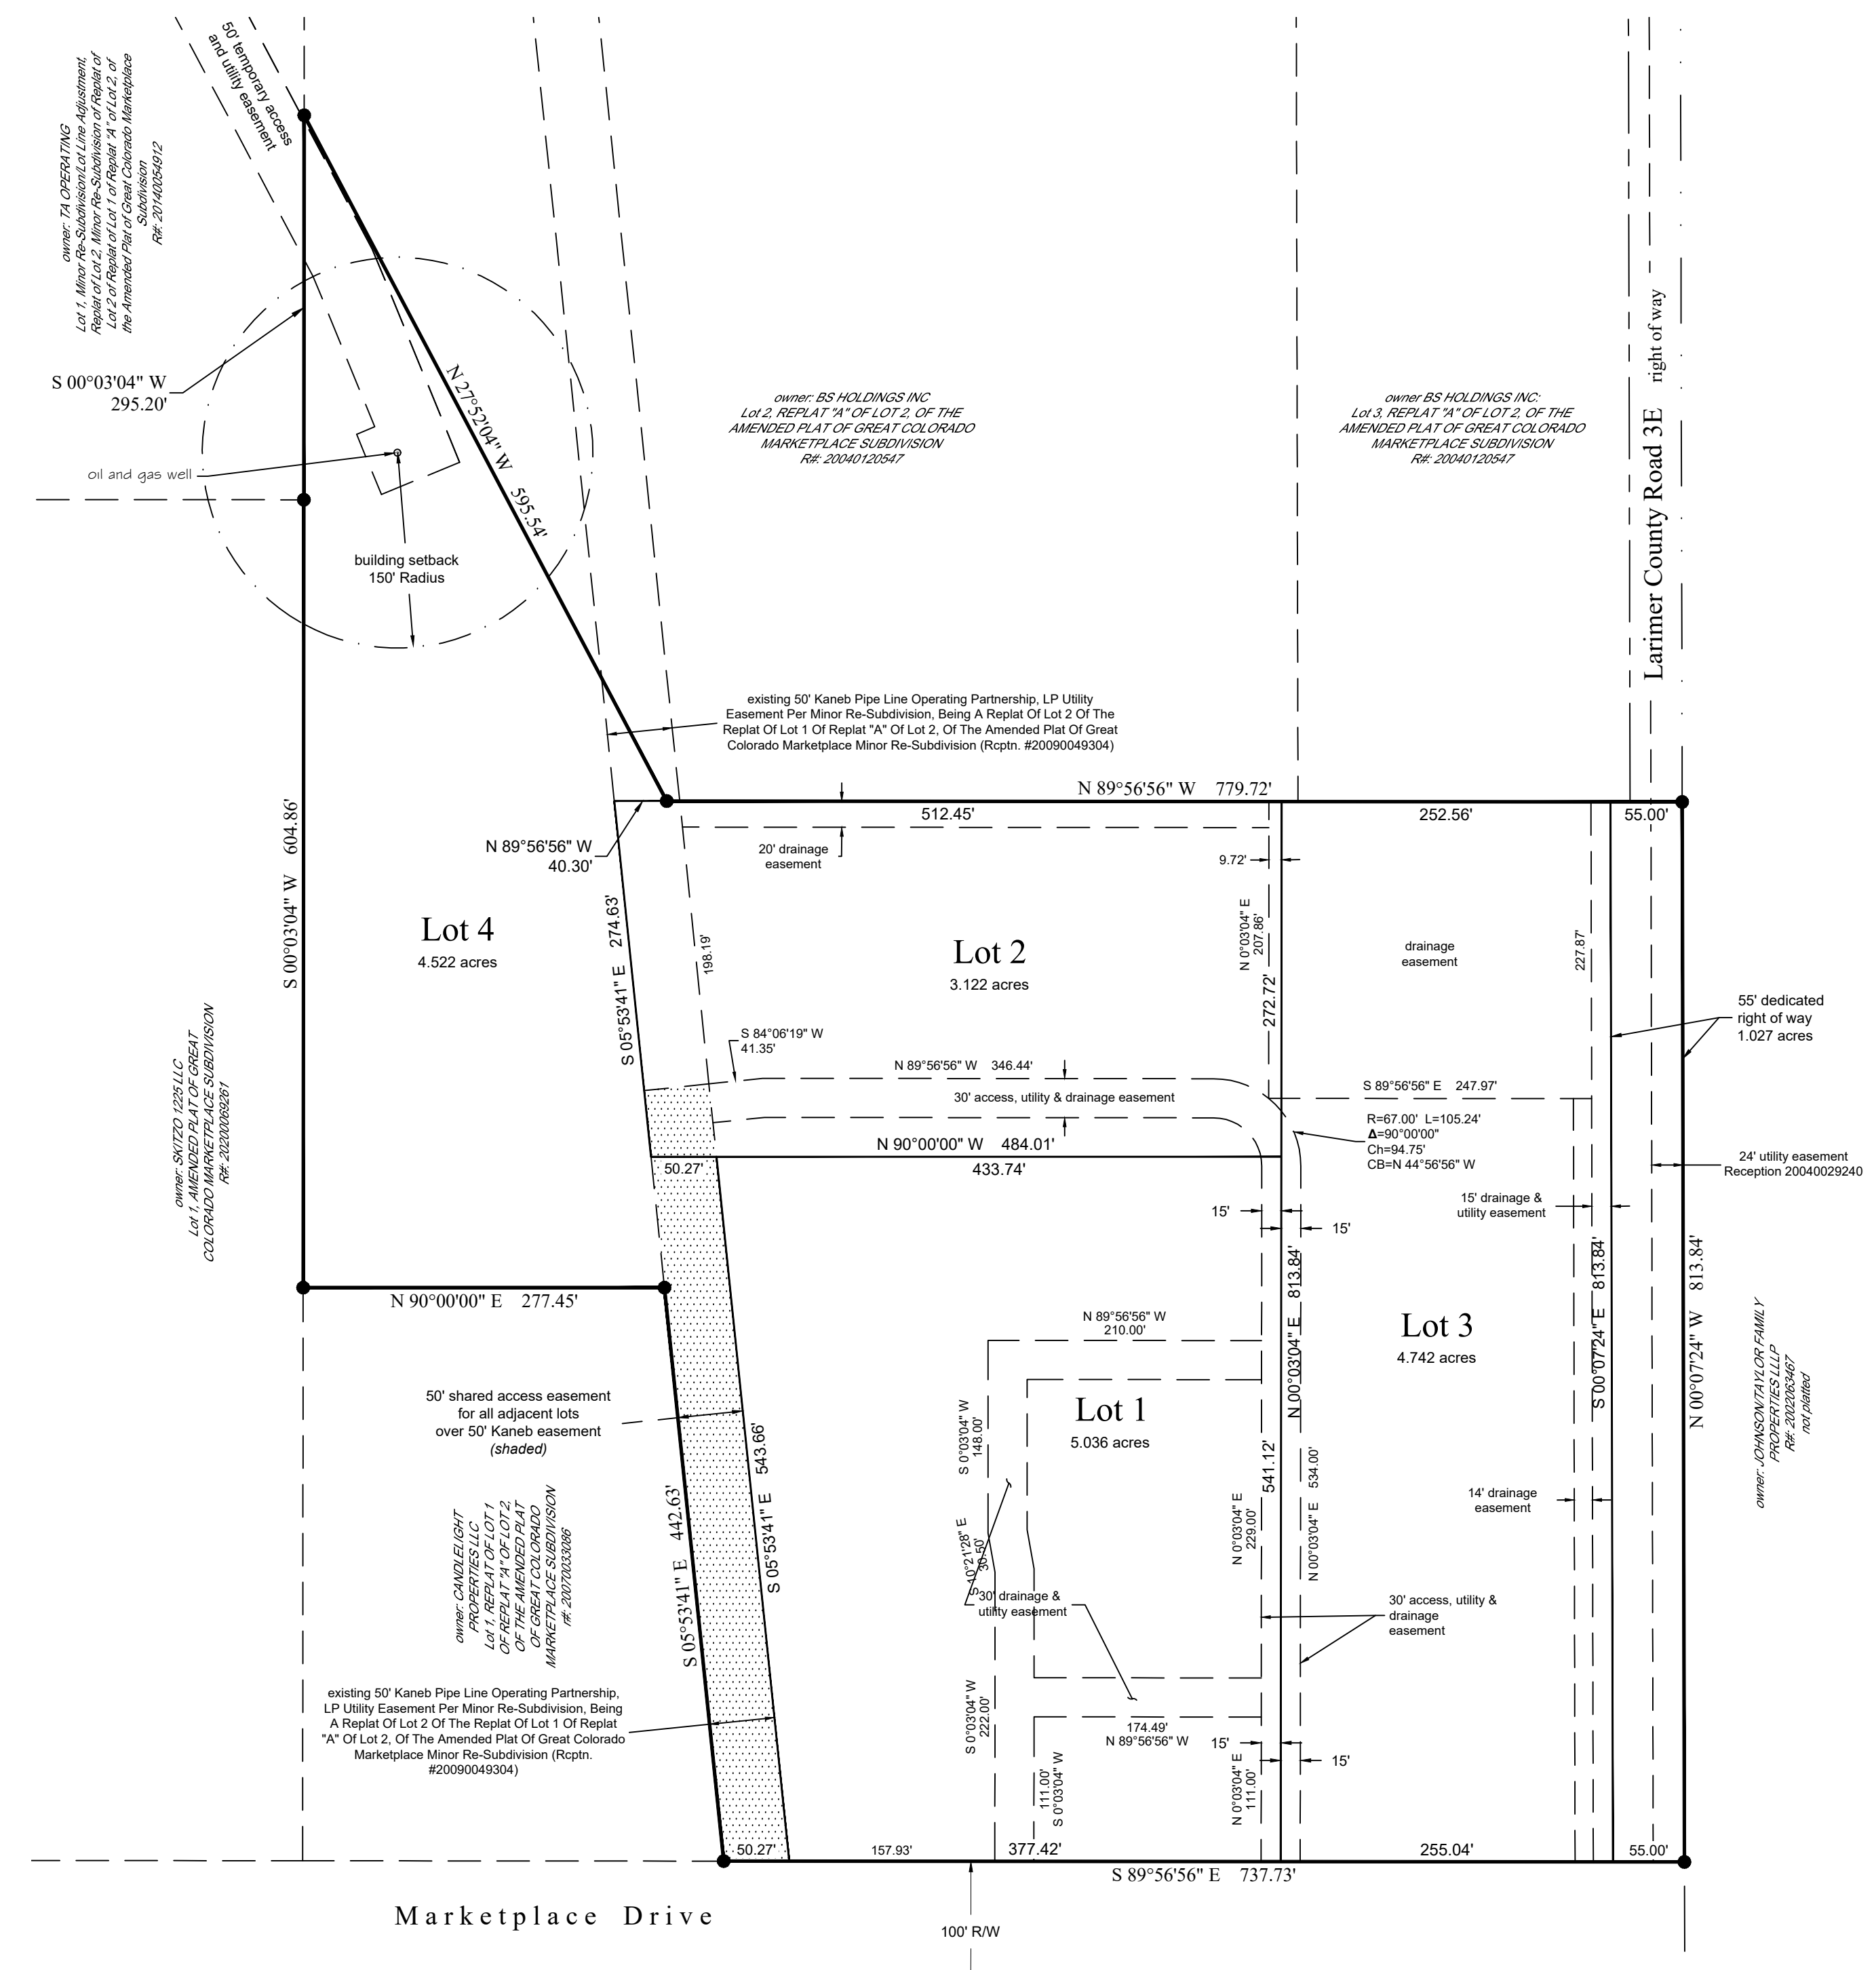 50' temporary access
and utility easement
owner: TA OPERATING
Lot 1, Minor Re-Subdivision/Lot Line Adjustment,
Replat of Lot 2, Minor Re-Subdivision of Replat of
Lot 2 of Replat of Lot 1 of Replat "A" of Lot 2, of
the Amended Plat of Great Colorado Marketplace
Subdivision
R#: 20140054912
S 00°03'04" W
295.20'
oil and gas well
building setback
150' Radius
N 27°52'04" W 595.54'
owner: BS HOLDINGS INC
Lot 2, REPLAT "A" OF LOT 2, OF THE
AMENDED PLAT OF GREAT COLORADO
MARKETPLACE SUBDIVISION
R#: 20040120547
owner BS HOLDINGS INC:
Lot 3, REPLAT "A" OF LOT 2, OF THE
AMENDED PLAT OF GREAT COLORADO
MARKETPLACE SUBDIVISION
R#: 20040120547
Larimer County Road 3E right of way
existing 50' Kaneb Pipe Line Operating Partnership, LP Utility
Easement Per Minor Re-Subdivision, Being A Replat Of Lot 2 Of The
Replat Of Lot 1 Of Replat "A" Of Lot 2, Of The Amended Plat Of Great
Colorado Marketplace Minor Re-Subdivision (Rcptn. #20090049304)
N 89°56'56" W 779.72'
512.45'
252.56'
55.00'
N 89°56'56" W
40.30'
20' drainage
easement
9.72'
S 00°03'04" W 604.86'
Lot 4
4.522 acres
S 05°53'41" E 274.63'
198.19'
Lot 2
3.122 acres
N 0°03'04" E
207.86'
272.72'
drainage
easement
227.87'
55' dedicated
right of way
1.027 acres
S 84°06'19" W
41.35'
N 89°56'56" W 346.44'
30' access, utility & drainage easement
S 89°56'56" E 247.97'
R=67.00' L=105.24'
Δ=90°00'00"
Ch=94.75'
CB=N 44°56'56" W
N 90°00'00" W 484.01'
50.27'
433.74'
24' utility easement
Reception 20040029240
15' drainage &
utility easement
15'
15'
owner: SKITZO 1225 LLC
Lot 1, AMENDED PLAT OF GREAT
COLORADO MARKETPLACE SUBDIVISION
R#: 20200069261
N 90°00'00" E 277.45'
N 00°03'04" E 813.84'
S 00°07'24" E 813.84'
N 00°07'24" W 813.84'
Lot 3
4.742 acres
N 89°56'56" W
210.00'
Lot 1
5.036 acres
owner: JOHNSON/TAYLOR FAMILY
PROPERTIES LLLP
R#: 2002063467
not platted
50' shared access easement
for all adjacent lots
over 50' Kaneb easement
(shaded)
S 05°53'41" E 442.63'
S 05°53'41" E 543.66'
S 0°03'04" W
148.00'
541.12'
14' drainage
easement
S 10°21'28" E
30.50'
N 0°03'04" E
229.00'
N 00°03'04" E 534.00'
owner: CANDLELIGHT
PROPERTIES LLC
Lot 1, REPLAT OF LOT 1
OF REPLAT "A" OF LOT 2,
OF THE AMENDED PLAT
OF GREAT COLORADO
MARKETPLACE SUBDIVISION
r#: 20070033086
30' drainage &
utility easement
30' access, utility &
drainage
easement
existing 50' Kaneb Pipe Line Operating Partnership,
LP Utility Easement Per Minor Re-Subdivision, Being
A Replat Of Lot 2 Of The Replat Of Lot 1 Of Replat
"A" Of Lot 2, Of The Amended Plat Of Great Colorado
Marketplace Minor Re-Subdivision (Rcptn.
#20090049304)
S 0°03'04" W
222.00'
174.49'
N 89°56'56" W
15'
15'
111.00'
S 0°03'04" W
N 0°03'04" E
111.00'
50.27'
157.93'
377.42'
255.04'
55.00'
S 89°56'56" E 737.73'
Marketplace Drive
100' R/W